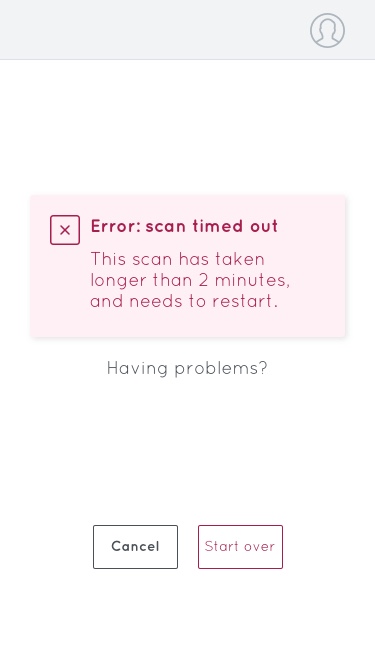 Error: scan timed out
This scan has taken
longer than 2 minutes,
and needs to restart.
Having problems?
Cancel
Start over